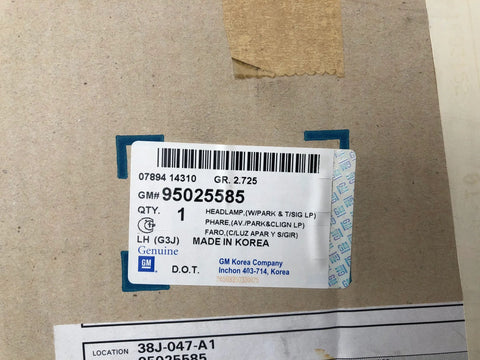 07894 14310 GR. 2.725
GM# 95025585
QTY. 1 HEADLAMP,(W/PARK & T/SIG LP)
PHARE,(AV./PARK&CLIGN LP)
FARO,(C/LUZ APAR Y S/GIR)
LH (G3J) MADE IN KOREA
Genuine
GM D.O.T. GM Korea Company
Inchon 403-714, Korea
LOCATION 38J-047-A1
95025585